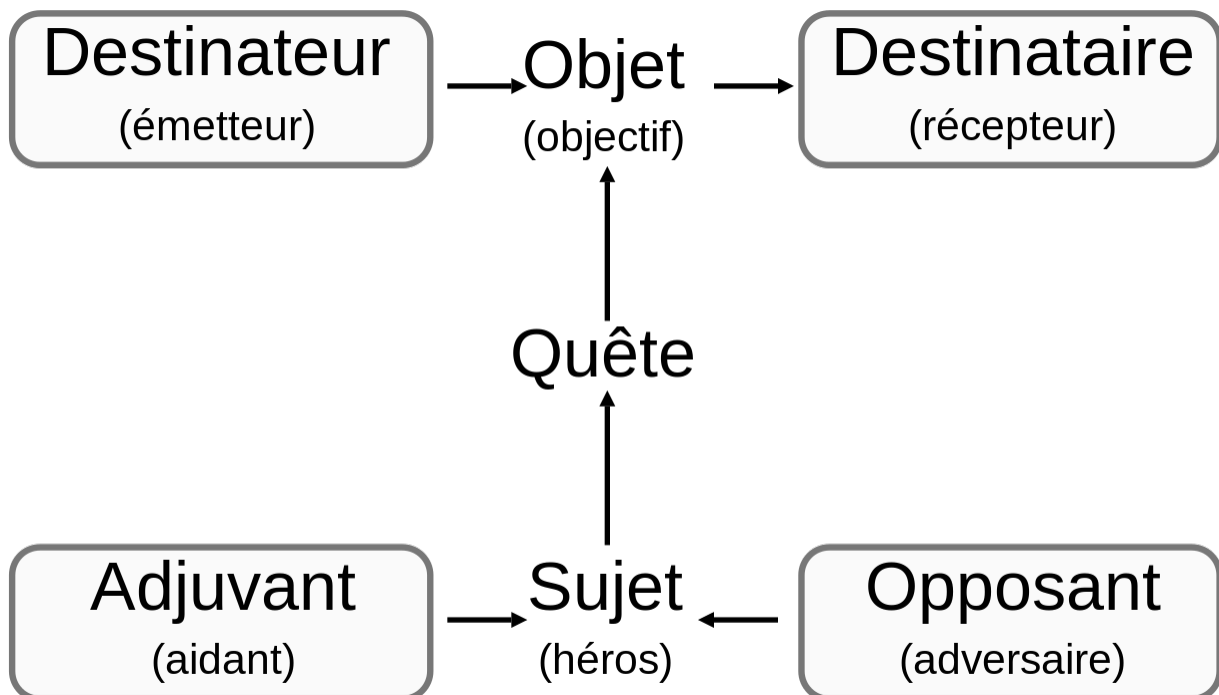 Destinateur
(émetteur)
Objet
(objectif)
Destinataire
(récepteur)
Quête
Adjuvant
(aidant)
Sujet
(héros)
Opposant
(adversaire)